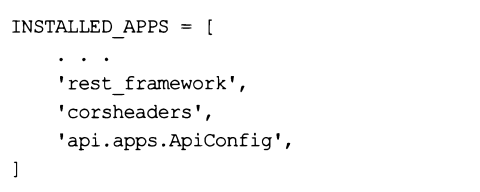 INSTALLED_APPS = [
. . .
'rest_framework',
'corsheaders',
'api.apps.ApiConfig',
]